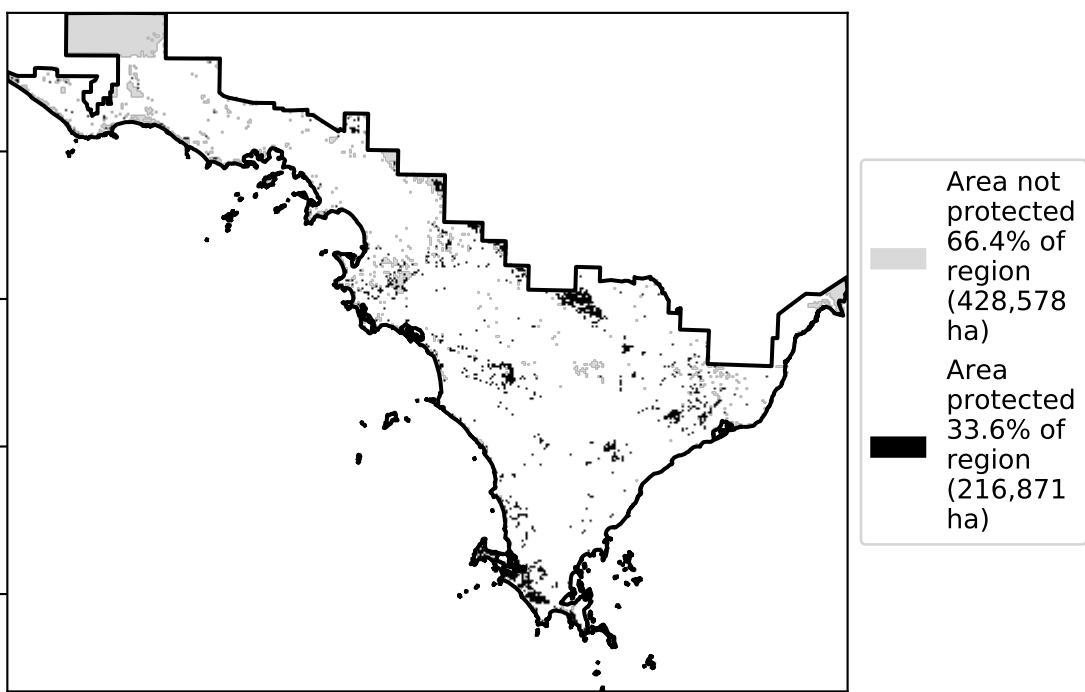 Area not
protected
66.4% of
region
(428,578
ha)
Area
protected
33.6% of
region
(216,871
ha)